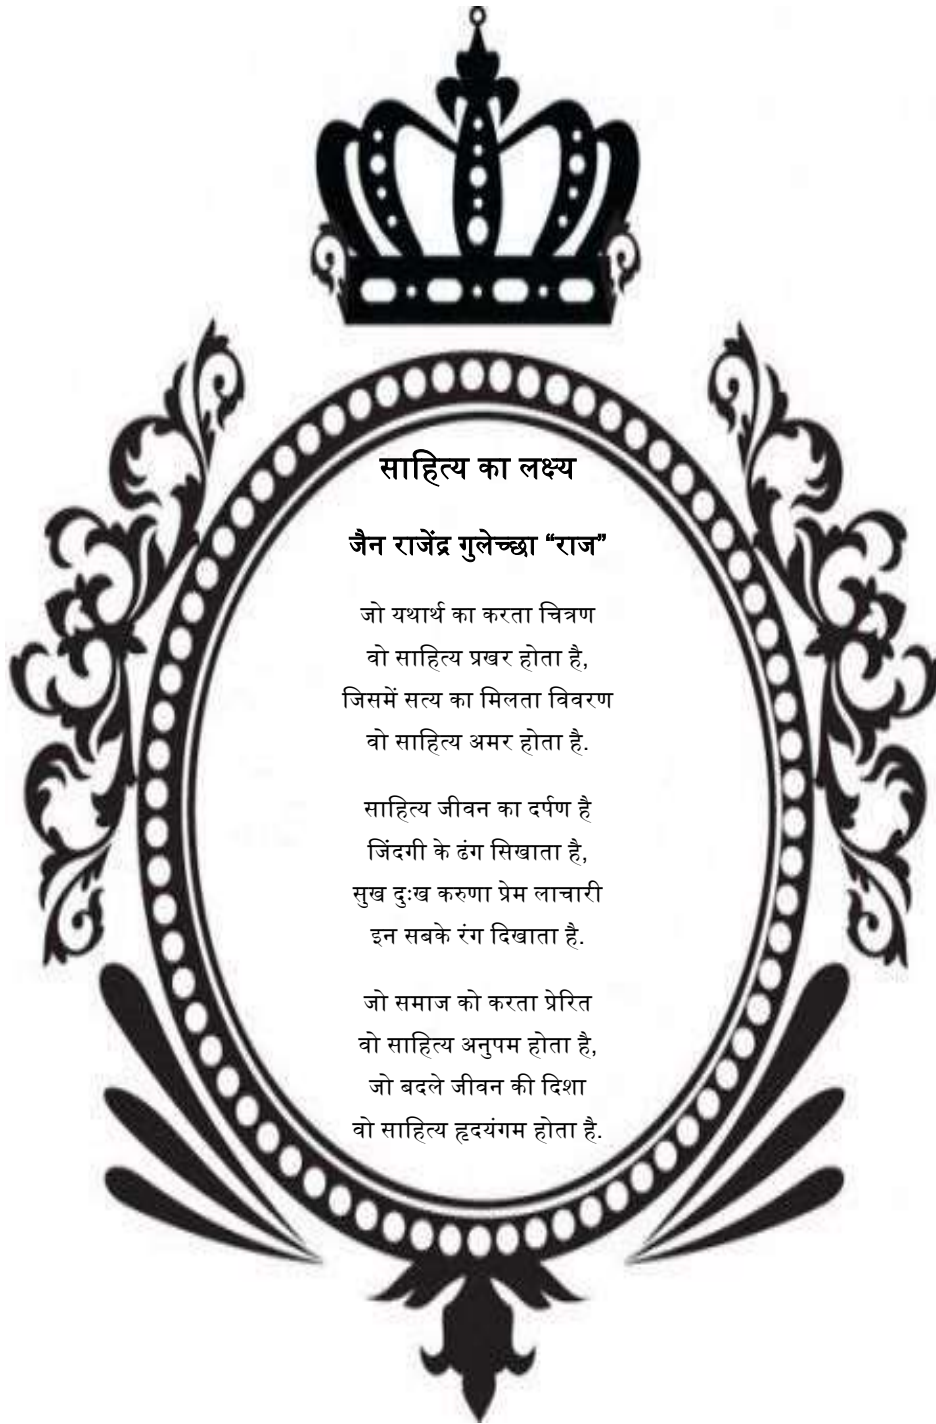 साहित्य का लक्ष्य
जैन राजेंद्र गुलेच्छा “राज”
जो यथार्थ का करता चित्रण
वो साहित्य प्रखर होता है,
जिसमें सत्य का मिलता विवरण
वो साहित्य अमर होता है.
साहित्य जीवन का दर्पण है
जिंदगी के ढंग सिखाता है,
सुख दुःख करुणा प्रेम लाचारी
इन सबके रंग दिखाता है.
जो समाज को करता प्रेरित
वो साहित्य अनुपम होता है,
जो बदले जीवन की दिशा
वो साहित्य हृदयंगम होता है.